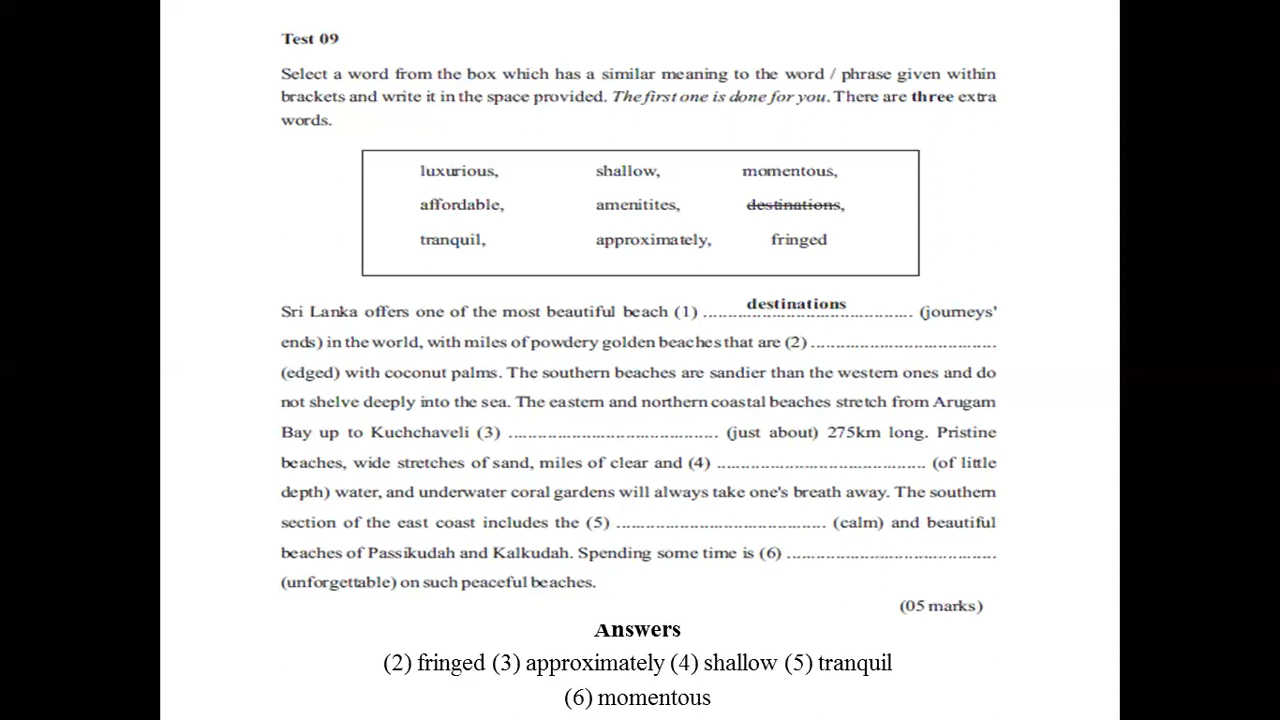 Test 09
Select a word from the box which has a similar meaning to the word / phrase given within
brackets and write it in the space provided. The first one is done for you. There are three extra
words.
luxurious, shallow, momentous,
affordable, amenitites, destinations,
tranquil, approximately, fringed
destinations
Sri Lanka offers one of the most beautiful beach (1) .......................................... (journeys'
ends) in the world, with miles of powdery golden beaches that are (2) .....................................
(edged) with coconut palms. The southern beaches are sandier than the western ones and do
not shelve deeply into the sea. The eastern and northern coastal beaches stretch from Arugam
Bay up to Kuchchaveli (3) .......................................... (just about) 275km long. Pristine
beaches, wide stretches of sand, miles of clear and (4) .......................................... (of little
depth) water, and underwater coral gardens will always take one's breath away. The southern
section of the east coast includes the (5) .......................................... (calm) and beautiful
beaches of Passikudah and Kalkudah. Spending some time is (6) ..........................................
(unforgettable) on such peaceful beaches.
(05 marks)
Answers
(2) fringed (3) approximately (4) shallow (5) tranquil
(6) momentous